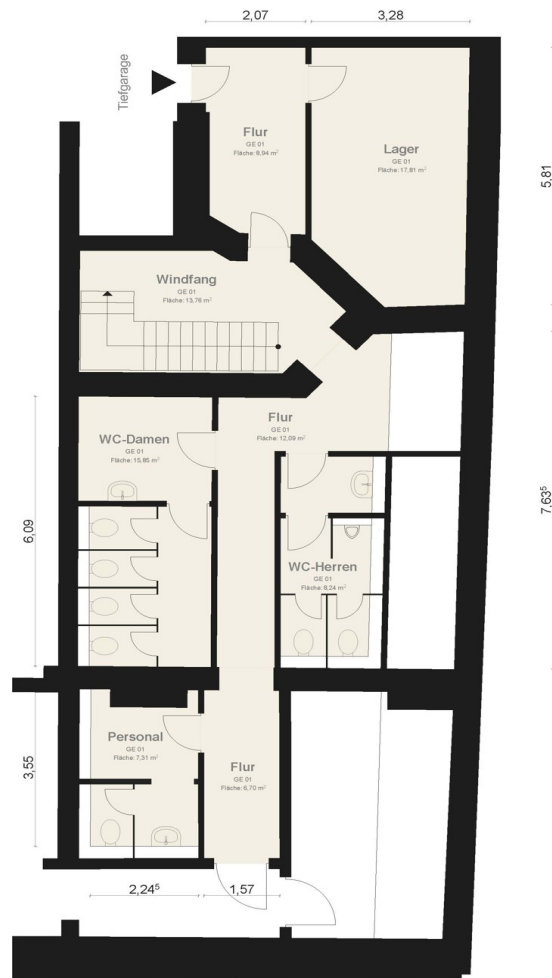 2,07
3,28
Tiefgarage
5,81
Flur
GE 01
Fläche: 8,94 m²
Lager
GE 01
Fläche: 17,81 m²
Windfang
GE 01
Fläche: 13,76 m²
Flur
GE 01
Fläche: 12,09 m²
WC-Damen
GE 01
Fläche: 15,85 m²
6,09
7,63⁵
WC-Herren
GE 01
Fläche: 8,24 m²
Personal
GE 01
Fläche: 7,31 m²
Flur
GE 01
Fläche: 6,70 m²
3,55
2,24⁵
1,57